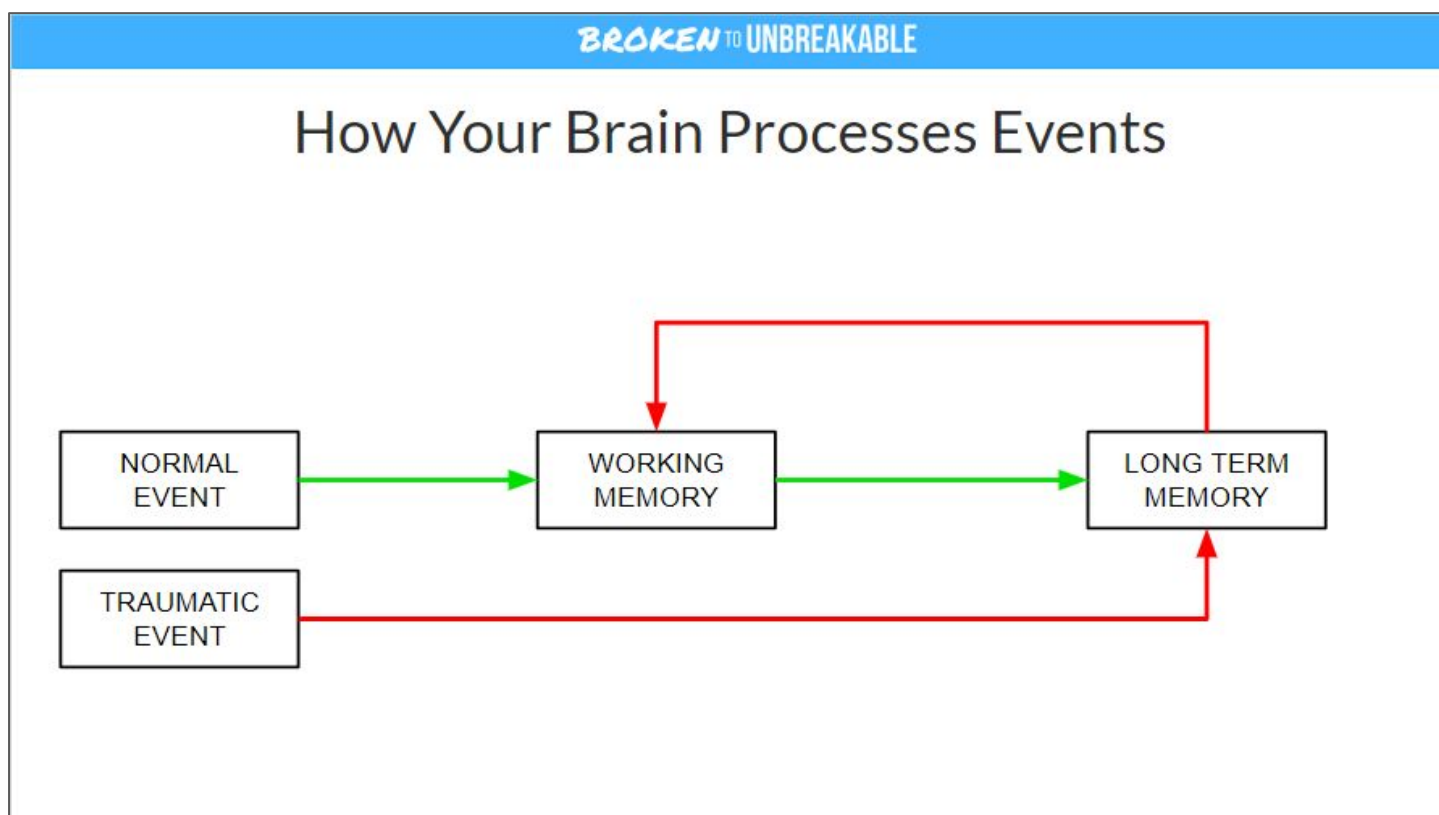 BROKEN TO UNBREAKABLE
How Your Brain Processes Events
NORMAL
EVENT
WORKING
MEMORY
LONG TERM
MEMORY
TRAUMATIC
EVENT